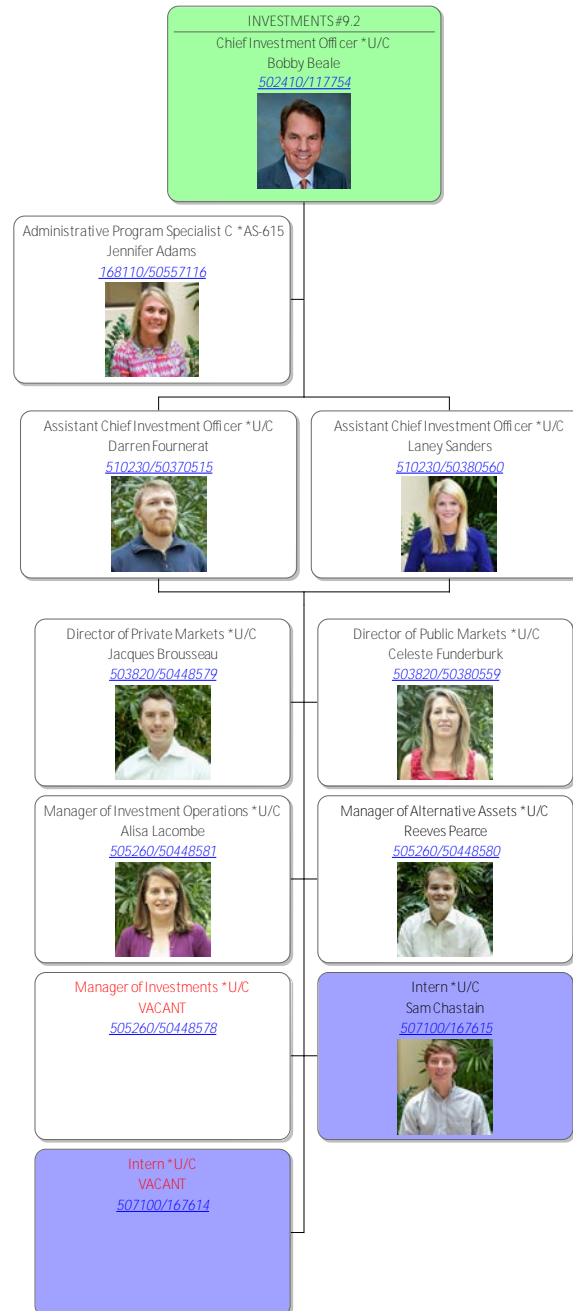 INVESTMENTS #9.2
Chief Investment Officer *U/C
Bobby Beale
502410/117754
Administrative Program Specialist C *AS-615
Jennifer Adams
168110/50557116
Assistant Chief Investment Officer *U/C
Darren Fournerat
510230/50370515
Assistant Chief Investment Officer *U/C
Laney Sanders
510230/50380560
Director of Private Markets *U/C
Jacques Brousseau
503820/50448579
Director of Public Markets *U/C
Celeste Funderburk
503820/50380559
Manager of Investment Operations *U/C
Alisa Lacombe
505260/50448581
Manager of Alternative Assets *U/C
Reeves Pearce
505260/50448580
Manager of Investments *U/C
VACANT
505260/50448578
Intern *U/C
Sam Chastain
507100/167615
Intern *U/C
VACANT
507100/167614